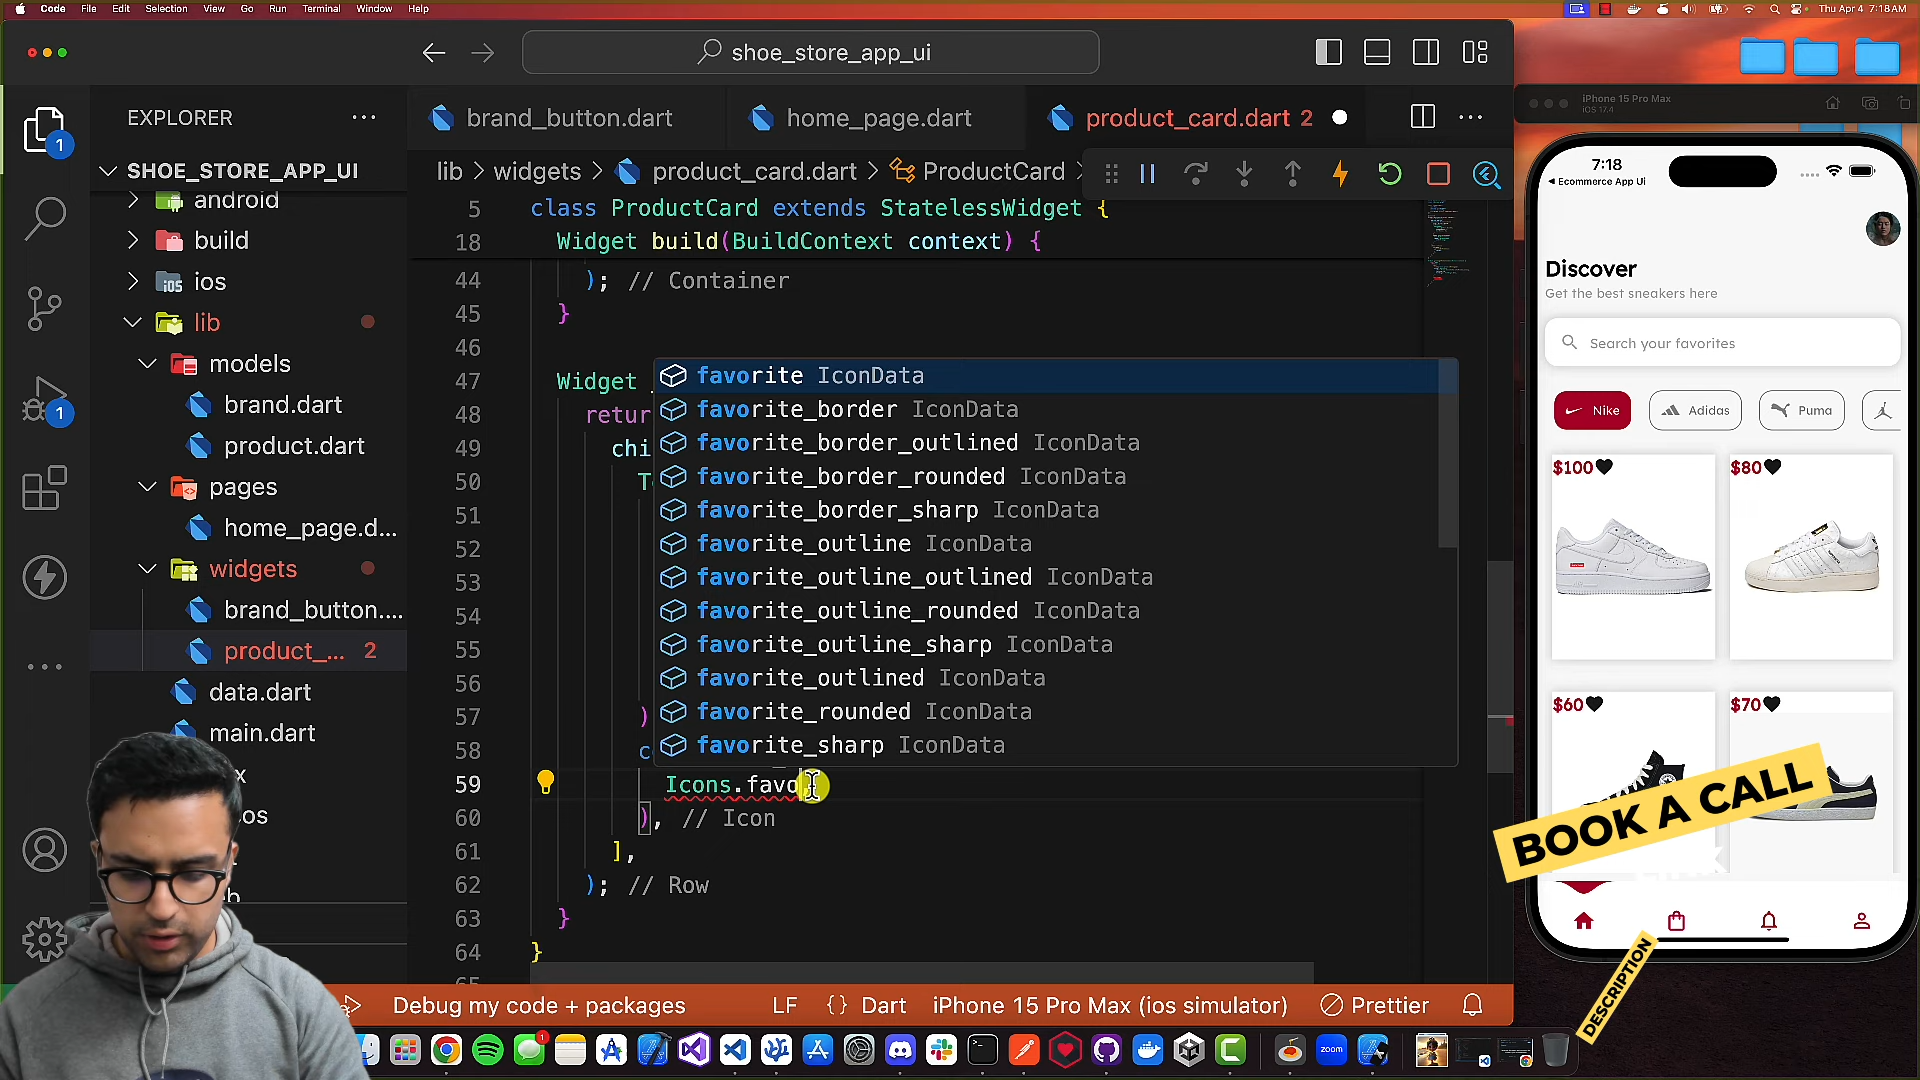 Code File Edit Selection View Go Run Terminal Window Help
Thu Apr 4 7:18 AM
shoe_store_app_ui
EXPLORER
SHOE_STORE_APP_UI
android
build
ios
lib
models
brand.dart
product.dart
pages
home_page.d...
widgets
brand_button....
product_... 2
data.dart
main.dart
1
1
brand_button.dart
home_page.dart
product_card.dart 2
lib > widgets > product_card.dart > ProductCard >
5 class ProductCard extends StatelessWidget {
18 Widget build(BuildContext context) {
44 ); // Container
45 }
46
47 Widget
48 retur
49 chi
50
51
52
53
54
55
56
57 )
58
59 Icons.favo
60 ), // Icon
61 ],
62 ); // Row
63 }
64 }
favorite IconData
favorite_border IconData
favorite_border_outlined IconData
favorite_border_rounded IconData
favorite_border_sharp IconData
favorite_outline IconData
favorite_outline_outlined IconData
favorite_outline_rounded IconData
favorite_outline_sharp IconData
favorite_outlined IconData
favorite_rounded IconData
favorite_sharp IconData
Debug my code + packages
LF
{ } Dart
iPhone 15 Pro Max (ios simulator)
Prettier
iPhone 15 Pro Max
iOS 17.4
7:18
Ecommerce App Ui
Discover
Get the best sneakers here
Search your favorites
Nike
Adidas
Puma
$100
$80
$60
$70
BOOK A CALL
DESCRIPTION
zoom